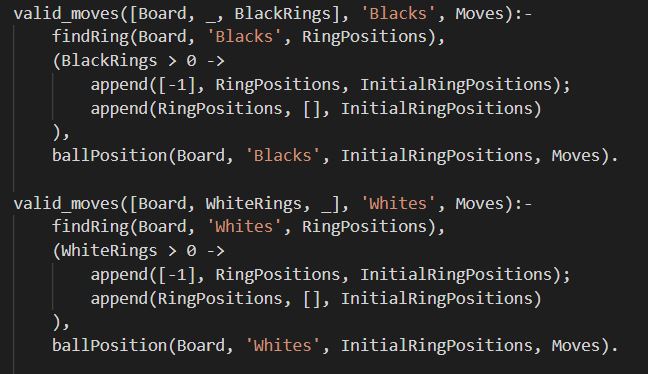 valid_moves([Board, _, BlackRings], 'Blacks', Moves):-
    findRing(Board, 'Blacks', RingPositions),
    (BlackRings > 0 ->
        append([-1], RingPositions, InitialRingPositions);
        append(RingPositions, [], InitialRingPositions)
    ),
    ballPosition(Board, 'Blacks', InitialRingPositions, Moves).

valid_moves([Board, WhiteRings, _], 'Whites', Moves):-
    findRing(Board, 'Whites', RingPositions),
    (WhiteRings > 0 ->
        append([-1], RingPositions, InitialRingPositions);
        append(RingPositions, [], InitialRingPositions)
    ),
    ballPosition(Board, 'Whites', InitialRingPositions, Moves).